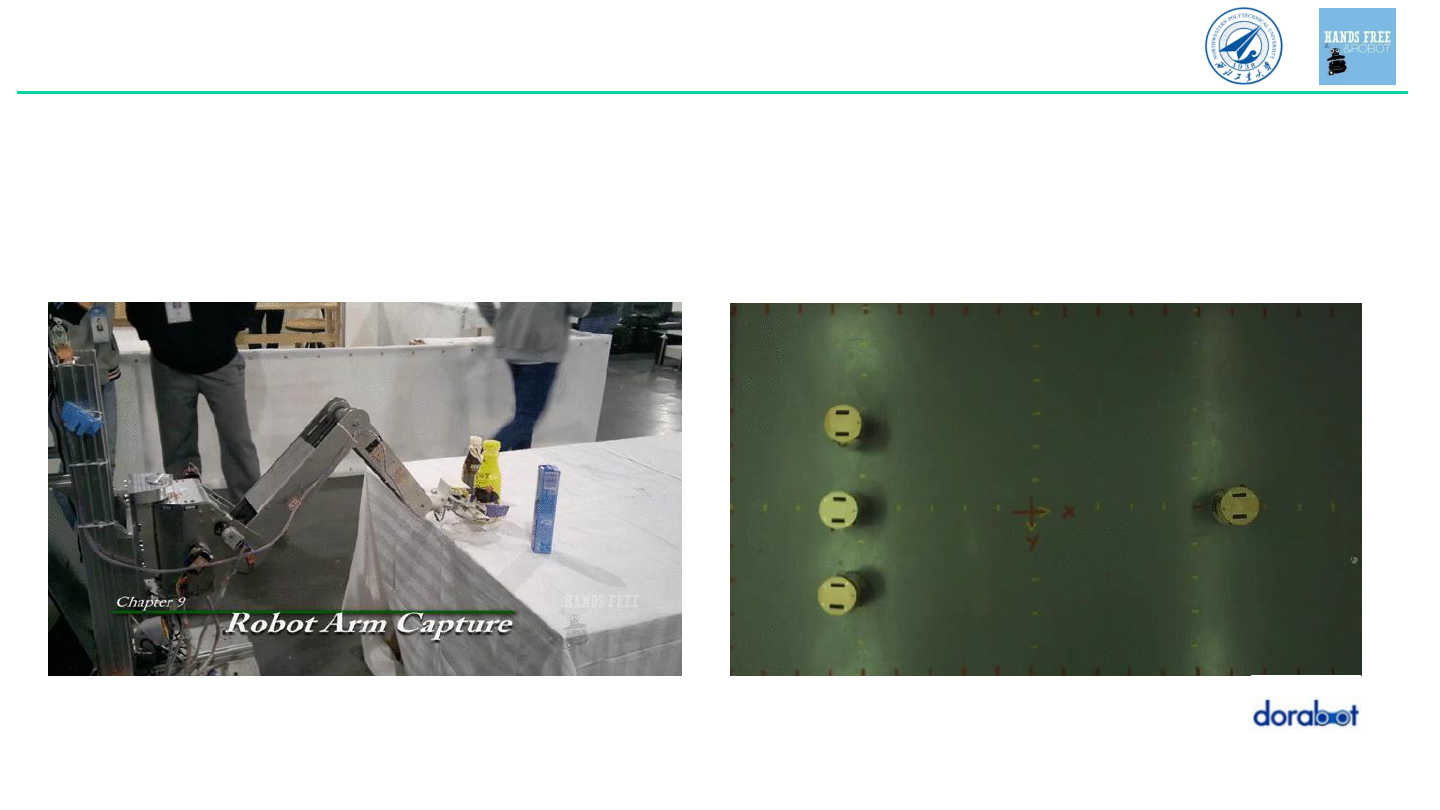 NORTHWESTERN POLYTECHNICAL UNIVERSITY
1938
西北工业大学
HANDS FREE
&ROBOT
Chapter 9
HANDS FREE
Robot Arm Capture
x
Y
dorabot